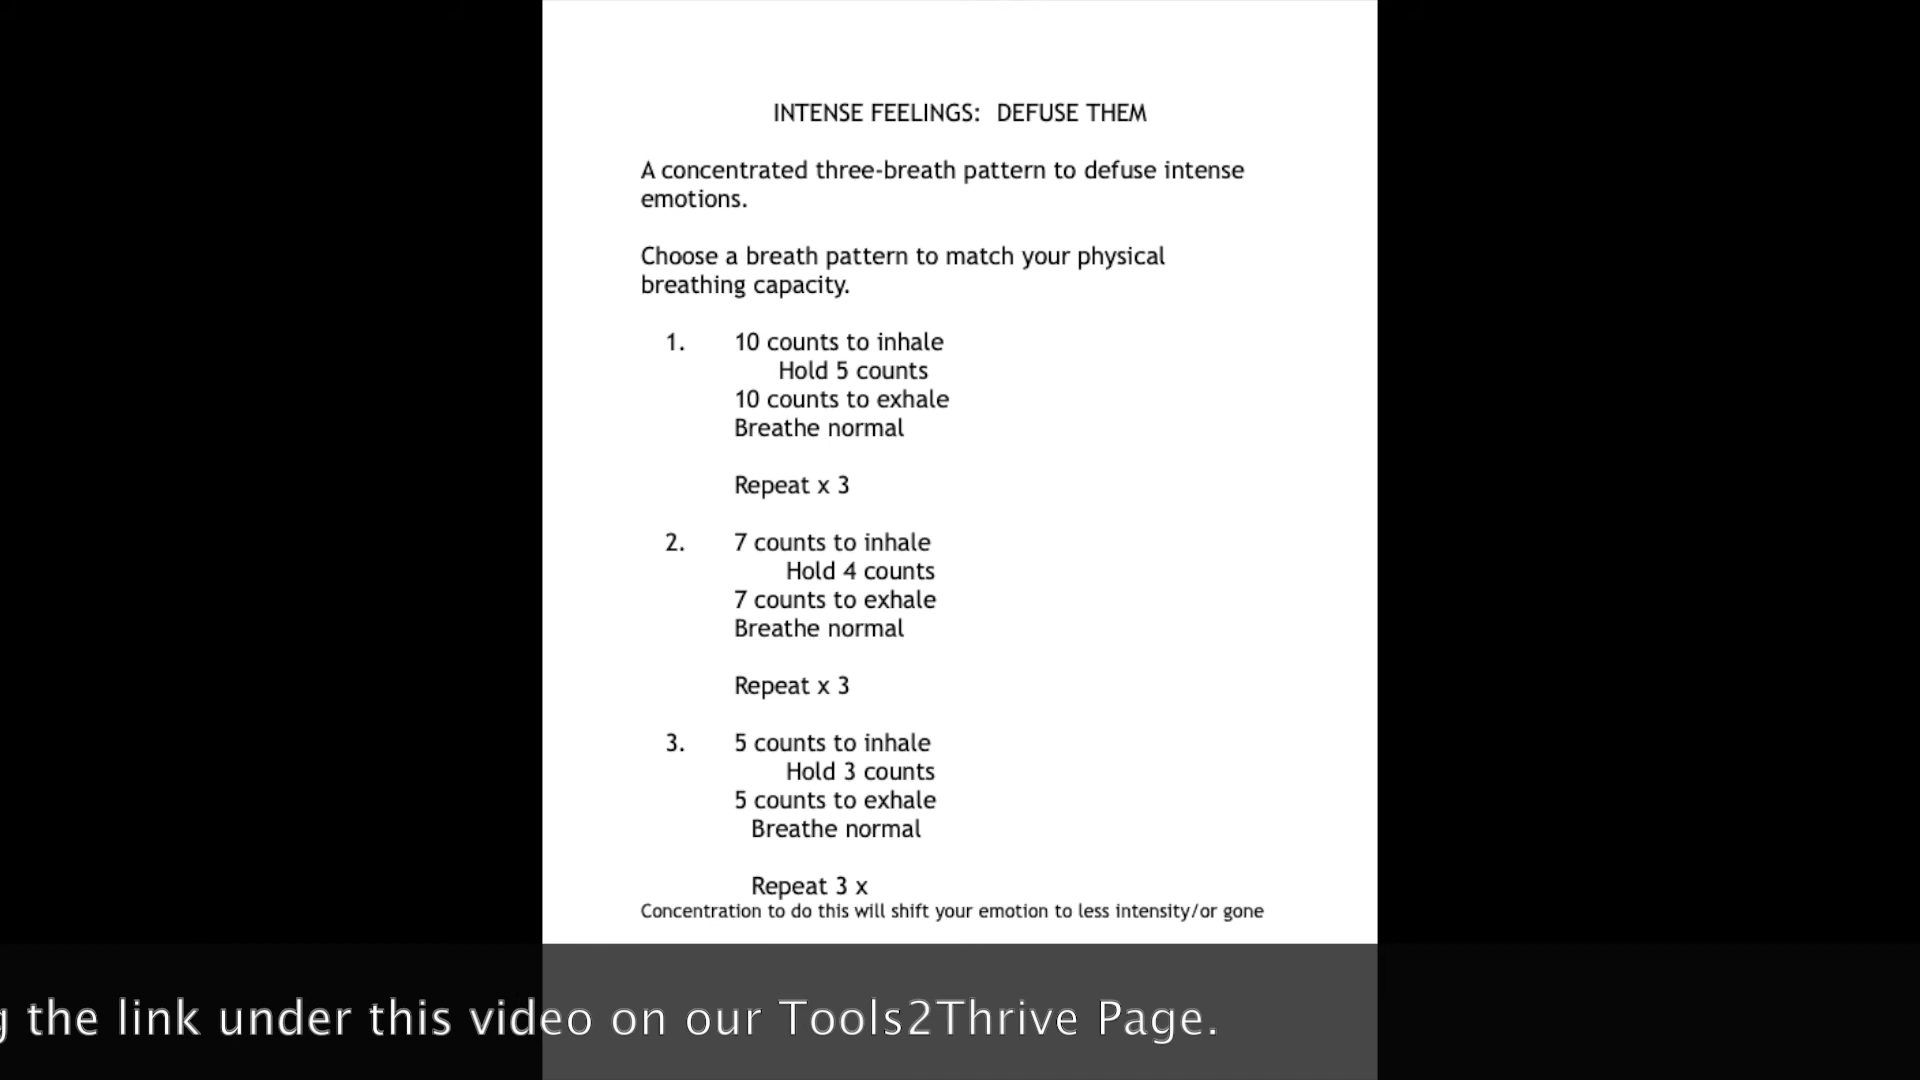 INTENSE FEELINGS: DEFUSE THEM
A concentrated three-breath pattern to defuse intense
emotions.
Choose a breath pattern to match your physical
breathing capacity.
1. 10 counts to inhale
Hold 5 counts
10 counts to exhale
Breathe normal
Repeat x 3
2. 7 counts to inhale
Hold 4 counts
7 counts to exhale
Breathe normal
Repeat x 3
3. 5 counts to inhale
Hold 3 counts
5 counts to exhale
Breathe normal
Repeat 3 x
Concentration to do this will shift your emotion to less intensity/or gone
the link under this video on our Tools2Thrive Page.